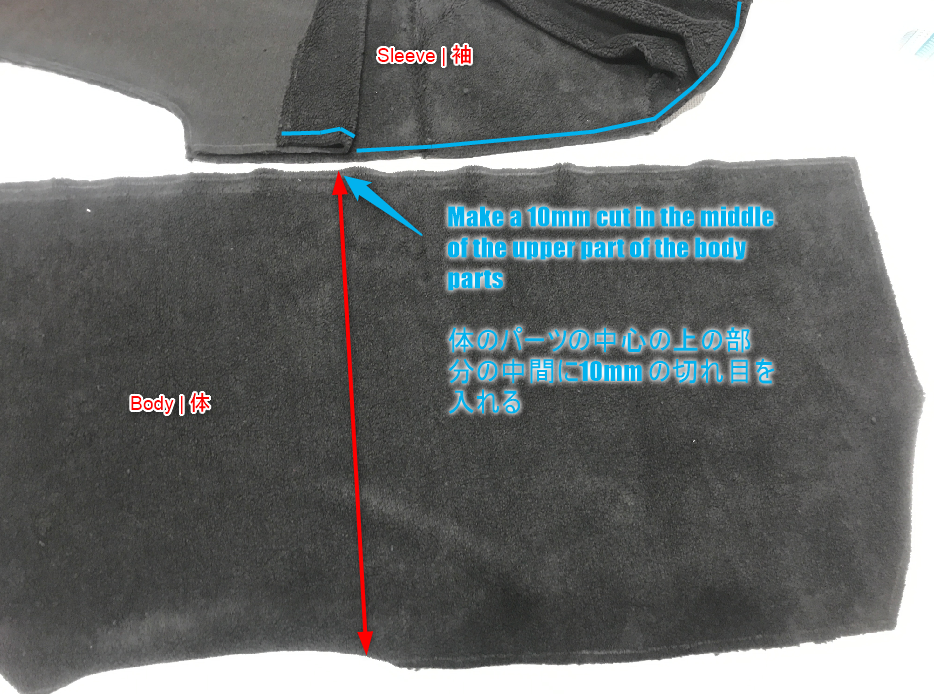 Sleeve | 袖
Make a 10mm cut in the middle
of the upper part of the body
parts
体のパーツの中心の上の部
分の中間に10mm の切れ目を
入れる
Body | 体